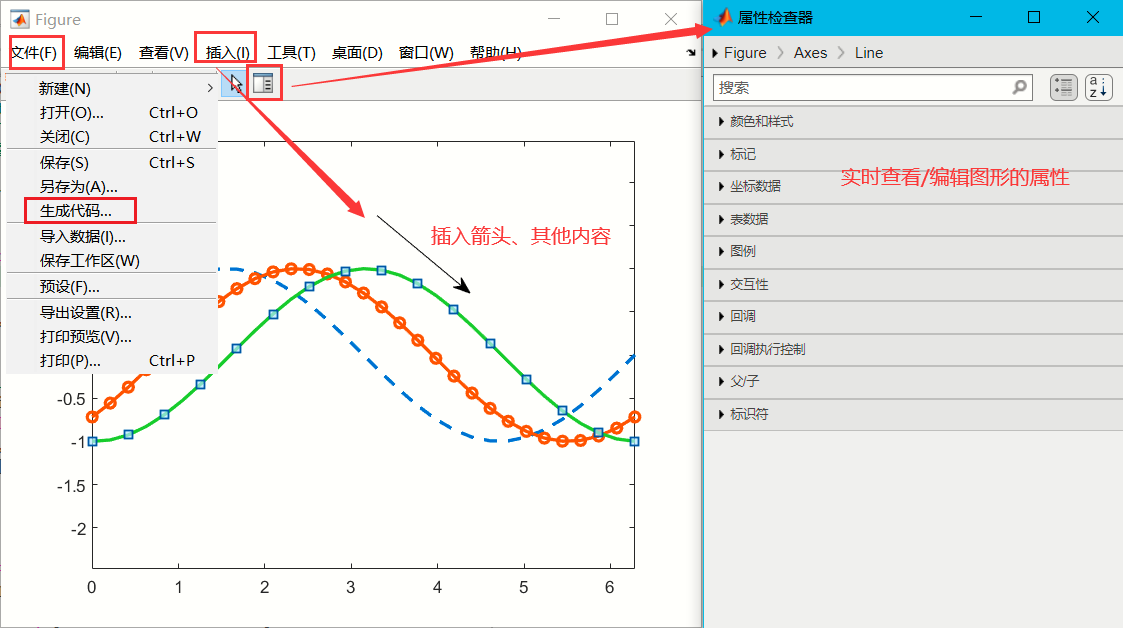 Figure
文件(F) 编辑(E) 查看(V) 插入(I) 工具(T) 桌面(D) 窗口(W) 帮助(H)
新建(N)
打开(O)... Ctrl+O
关闭(C) Ctrl+W
保存(S) Ctrl+S
另存为(A)...
生成代码...
导入数据(I)...
保存工作区(W)
预设(F)...
导出设置(R)...
打印预览(V)...
打印(P)... Ctrl+P
插入箭头、其他内容
-0.5
-1
-1.5
-2
0 1 2 3 4 5 6
属性检查器
Figure Axes Line
搜索
a
z
颜色和样式
标记
实时查看/编辑图形的属性
坐标数据
表数据
图例
交互性
回调
回调执行控制
父/子
标识符